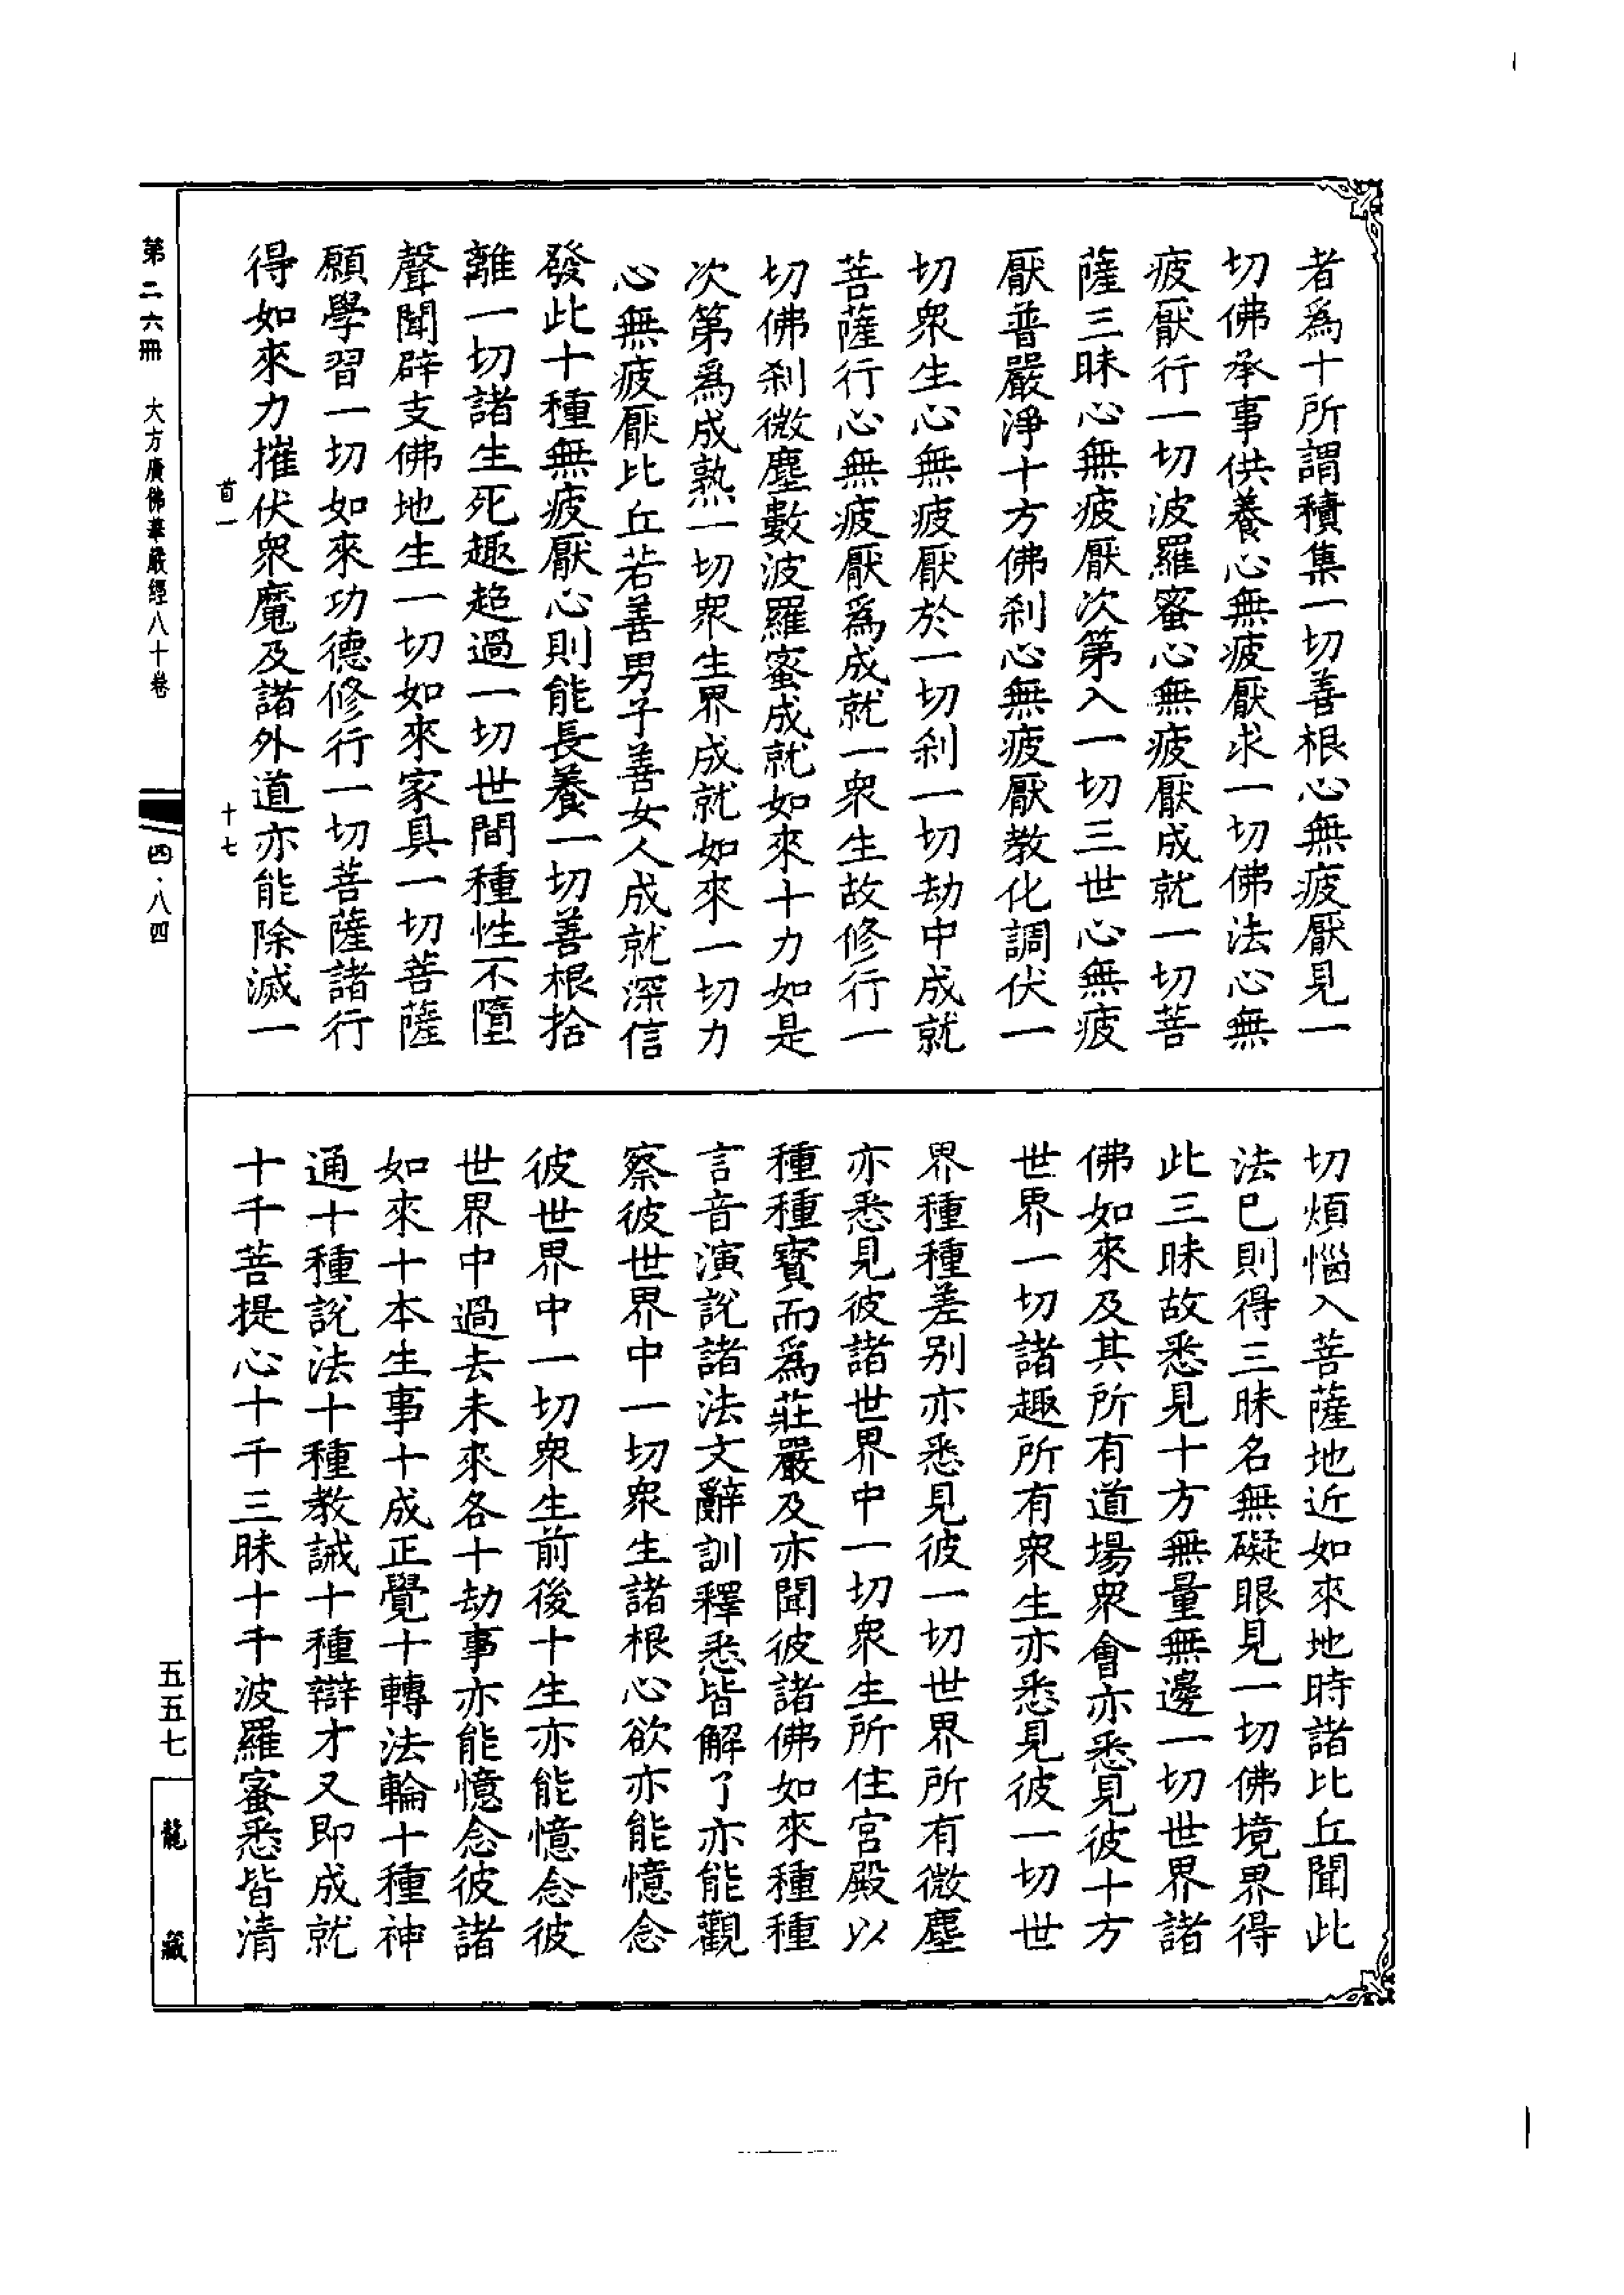 者爲十所謂積集一切善根心無疲厭見一
切佛承事供養心無疲厭求一切佛法心無
疲厭行一切波羅蜜心無疲厭成就一切菩
薩三昧心無疲厭次第入一切三世心無疲
厭普嚴淨十方佛刹心無疲厭教化調伏一
切衆生心無疲厭於一切刹一切劫中成就
菩薩行心無疲厭爲成就一衆生故修行一
切佛刹微塵數波羅蜜成就如來十力如是
次第爲成熟一切衆生界成就如來一切力
心無疲厭比丘若善男子善女人成就深信
發此十種無疲厭心則能長養一切善根捨
離一切諸生死趣超過一切世間種性不墮
聲聞辟支佛地生一切如來家具一切菩薩
願學習一切如來功德修行一切菩薩諸行
得如來力摧伏衆魔及諸外道亦能除滅一
首一
十七
切煩惱入菩薩地近如來地時諸比丘聞此
法已則得三昧名無礙眼見一切佛境界得
此三昧故悉見十方無量無邊一切世界諸
佛如來及其所有道場衆會亦悉見彼十方
世界一切諸趣所有衆生亦悉見彼一切世
界種種差别亦悉見彼一切世界所有微塵
亦悉見彼諸世界中一切衆生所住宮殿以
種種寶而爲莊嚴及亦聞彼諸佛如來種種
言音演說諸法文辭訓釋悉皆解了亦能觀
察彼世界中一切衆生諸根心欲亦能憶念
彼世界中一切衆生前後十生亦能憶念彼
世界中過去未來各十劫事亦能憶念彼諸
如來十本生事十成正覺十轉法輪十種神
通十種說法十種教誡十種辯才又即成就
十千菩提心十千三昧十千波羅蜜悉皆清
第二六冊 大方廣佛華嚴經八十卷
四·八四
五五七
龍藏